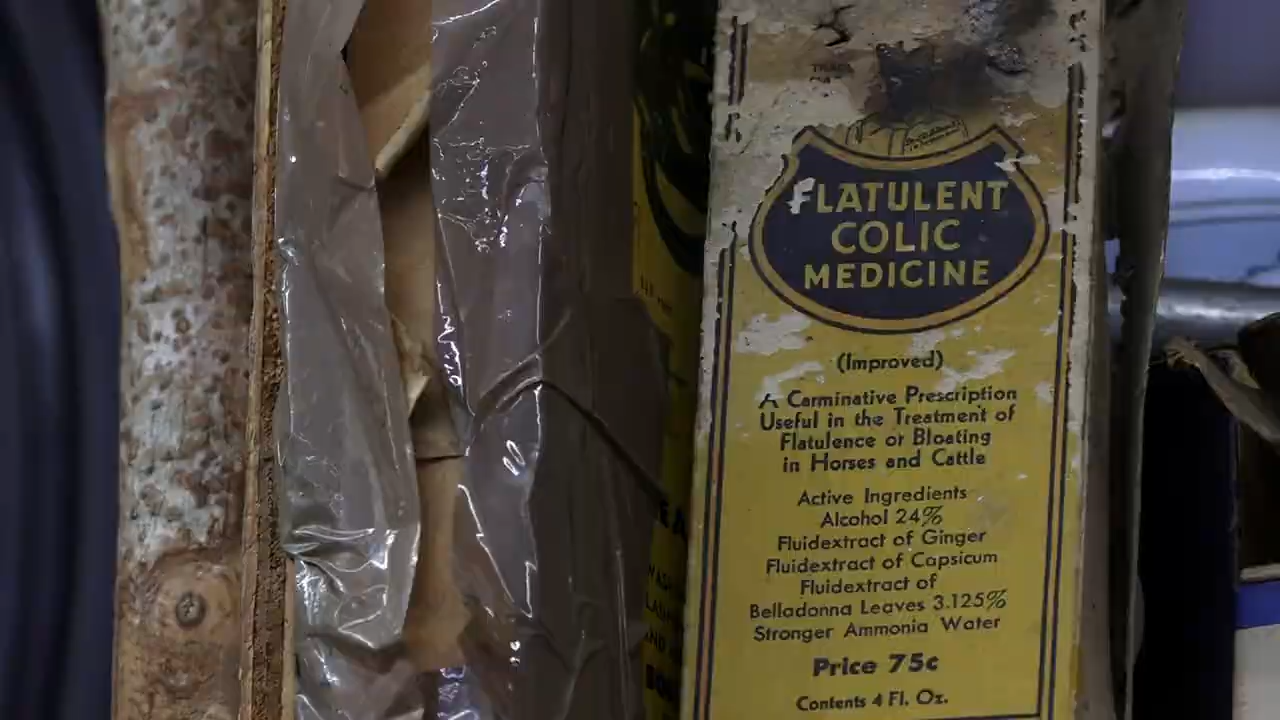 TRADE
FLATULENT
COLIC
MEDICINE
(Improved)
A Carminative Prescription
Useful in the Treatment of
Flatulence or Bloating
in Horses and Cattle
Active Ingredients
Alcohol 24%
Fluidextract of Ginger
Fluidextract of Capsicum
Fluidextract of
Belladonna Leaves 3.125%
Stronger Ammonia Water
Price 75c
Contents 4 Fl. Oz.